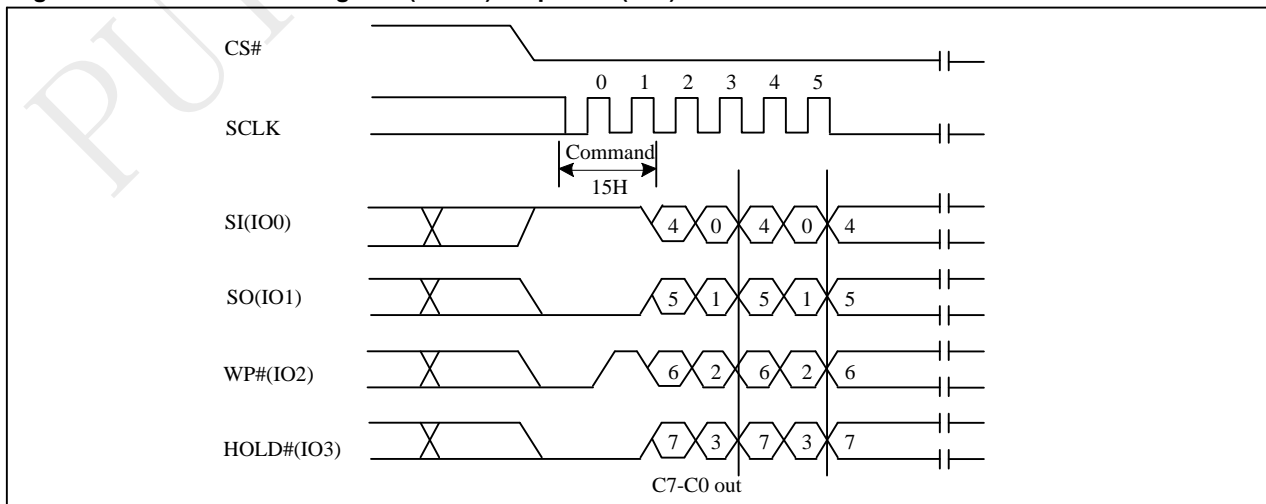 CS#
0 1 2 3 4 5
SCLK
Command
15H
SI(IO0) 4 0 4 0 4
SO(IO1) 5 1 5 1 5
WP#(IO2) 6 2 6 2 6
HOLD#(IO3) 7 3 7 3 7
C7-C0 out